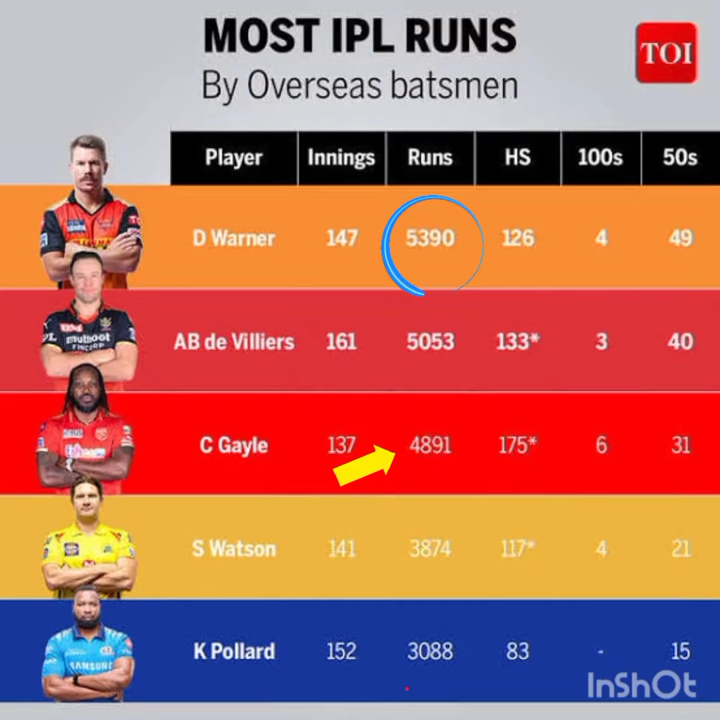 MOST IPL RUNS
By Overseas batsmen
TOI
Player Innings Runs HS 100s 50s
D Warner 147 5390 126 4 49
AB de Villiers 161 5053 133* 3 40
C Gayle 137 4891 175* 6 31
S Watson 141 3874 117* 4 21
K Pollard 152 3088 83 - 15
SAMSUNG
InShOt